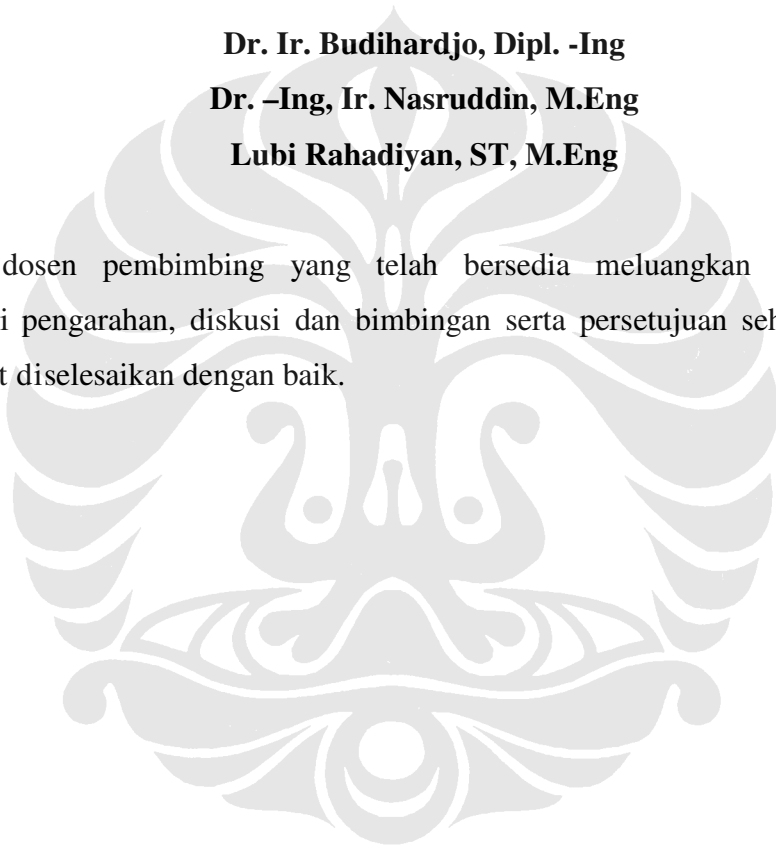 Dr. Ir. Budihardjo, Dipl. -Ing
Dr. –Ing, Ir. Nasruddin, M.Eng
Lubi Rahadiyan, ST, M.Eng
dosen pembimbing yang telah bersedia meluangkan
pengarahan, diskusi dan bimbingan serta persetujuan
diselesaikan dengan baik.